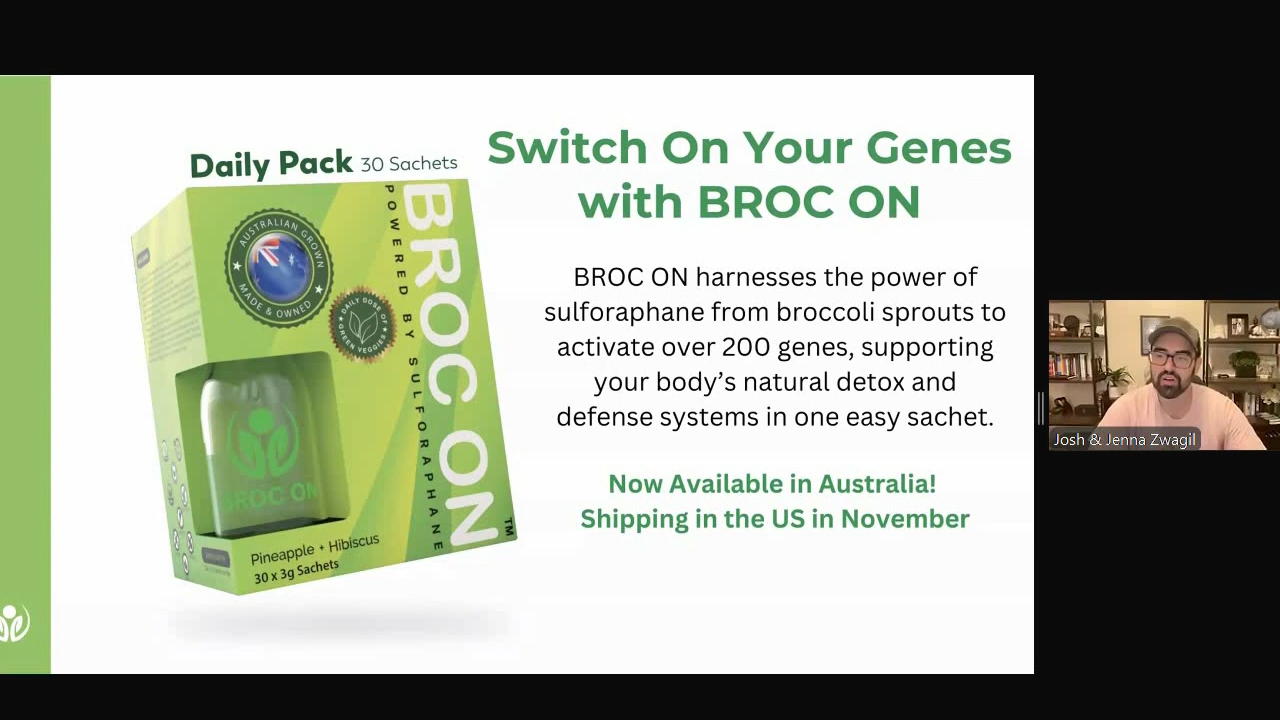 Daily Pack 30 Sachets
AUSTRALIAN GROWN
MADE & OWNED
DAILY DOSE OF
GREEN VEGGIES
POWERED BY SULFORAPHANE
BROC ON™
BROC ON
Pineapple + Hibiscus
30 x 3g Sachets
Switch On Your Genes
with BROC ON
BROC ON harnesses the power of
sulforaphane from broccoli sprouts to
activate over 200 genes, supporting
your body’s natural detox and
defense systems in one easy sachet.
Now Available in Australia!
Shipping in the US in November
Josh & Jenna Zwagil